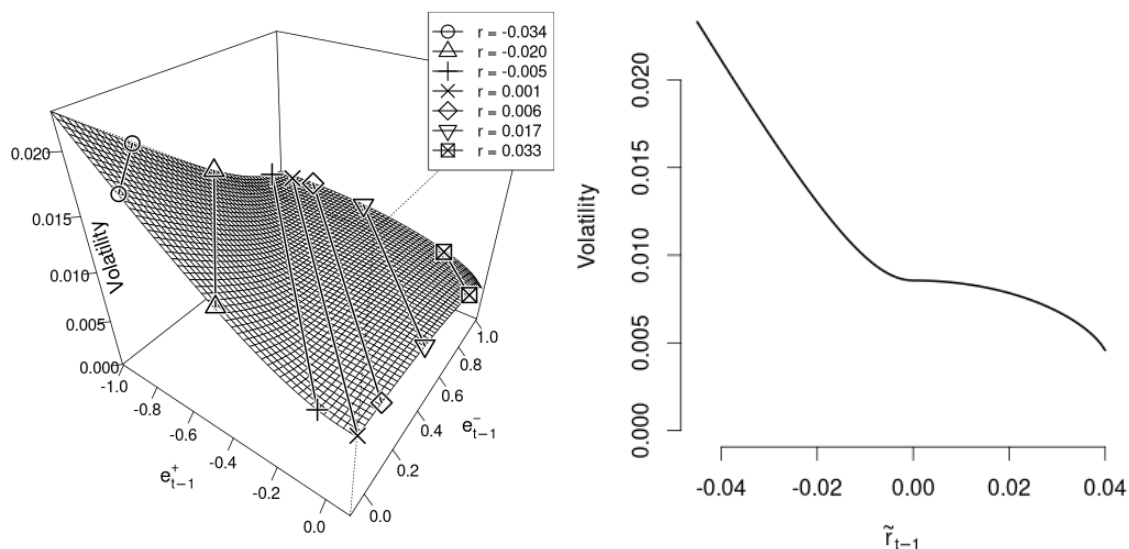 r = -0.034
r = -0.020
r = -0.005
r = 0.001
r = 0.006
r = 0.017
r = 0.033
0.020
0.015
0.010
0.005
0.000
Volatility
-1.0
-0.8
-0.6
-0.4
-0.2
0.0
e⁺ₜ₋₁
0.0
0.2
0.4
0.6
0.8
1.0
e⁻ₜ₋₁
Volatility
0.020
0.015
0.010
0.005
0.000
-0.04 -0.02 0.00 0.02 0.04
r̃ₜ₋₁